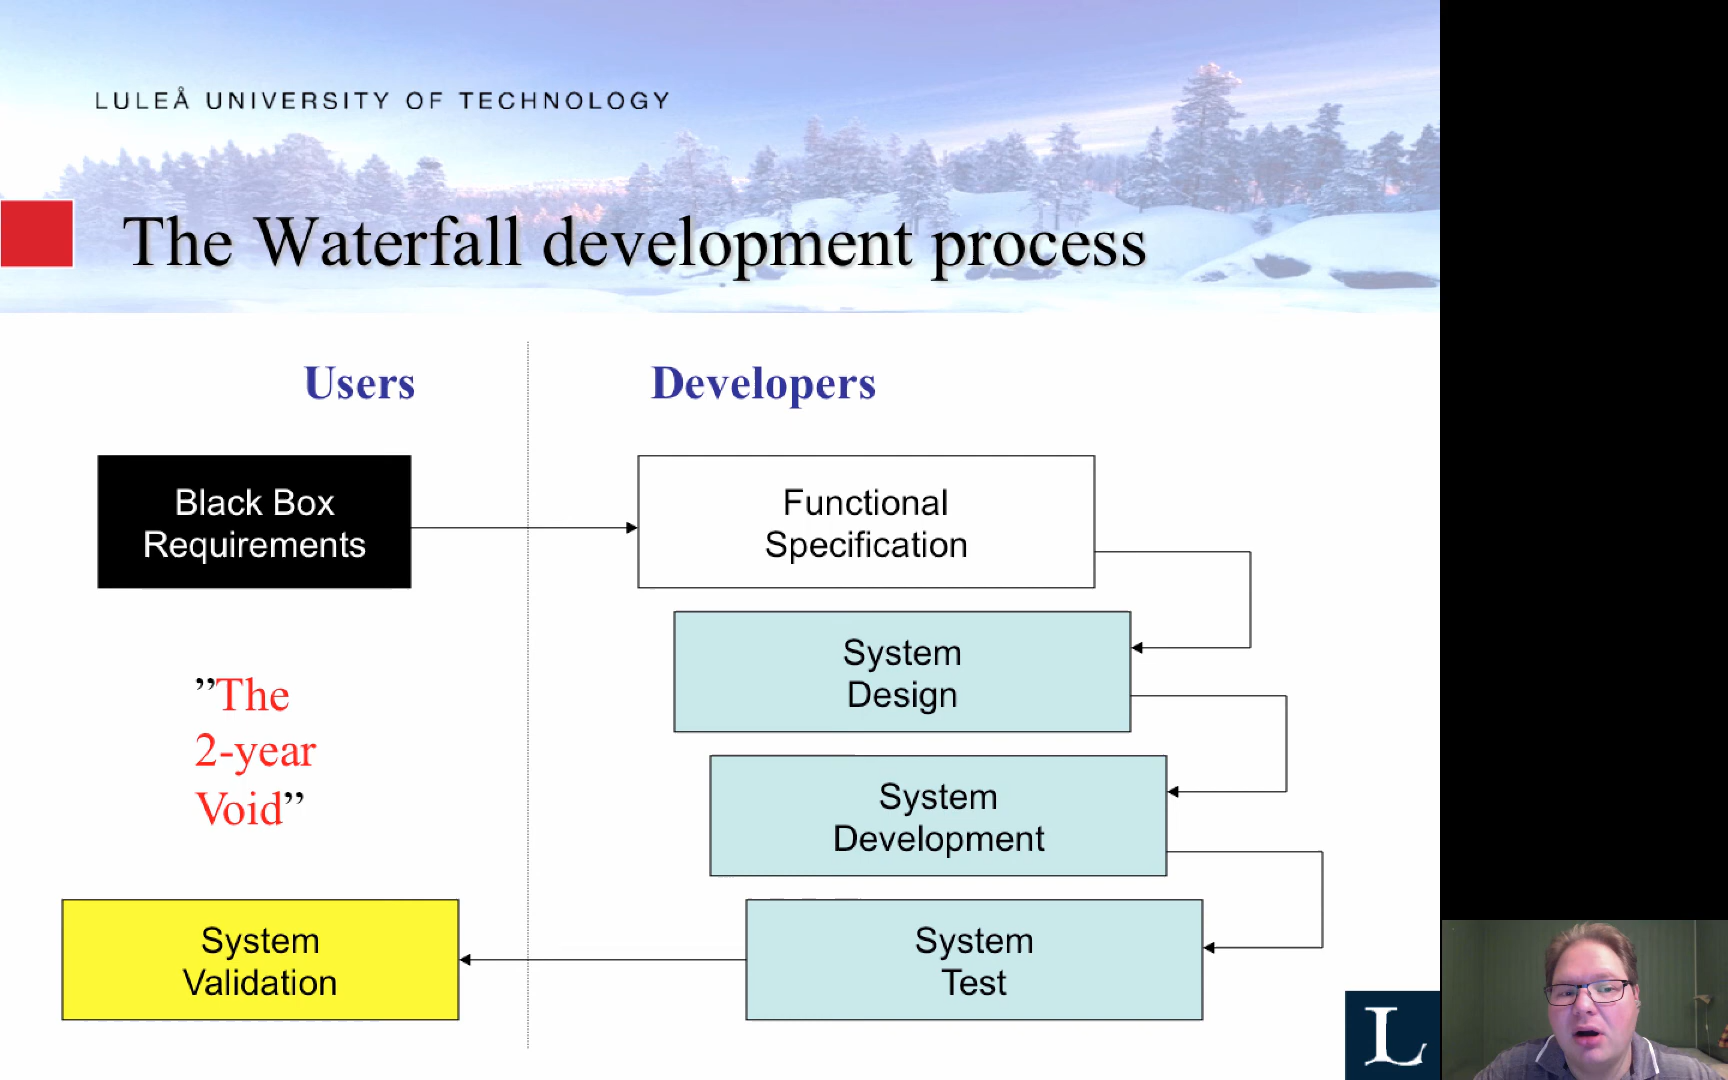 LULEÅ UNIVERSITY OF TECHNOLOGY
The Waterfall development process
Users
Developers
Black Box
Requirements
Functional
Specification
System
Design
”The
2-year
Void”
System
Development
System
Validation
System
Test
L